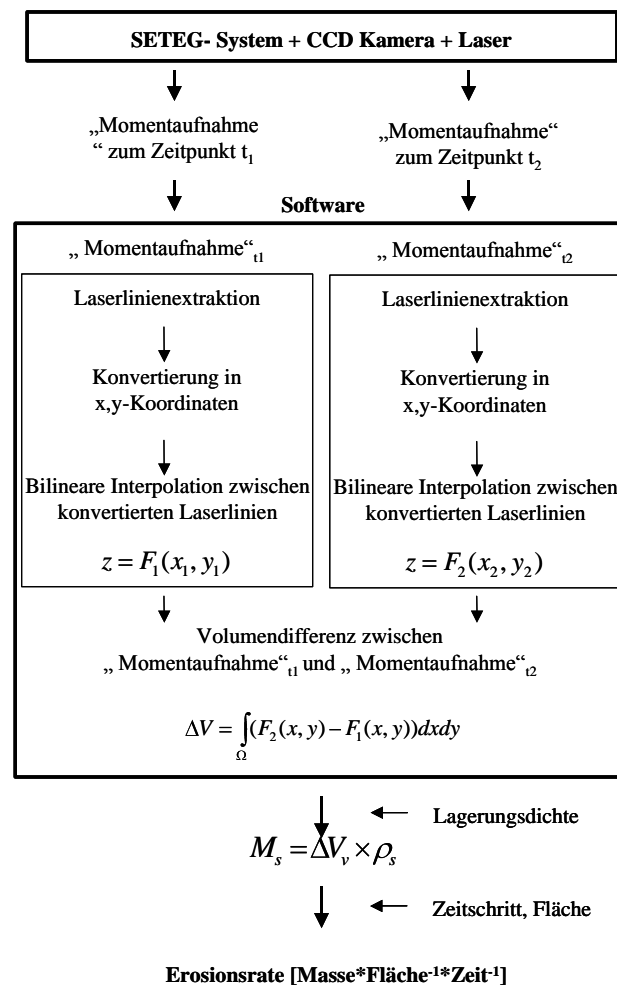 SETEG- System + CCD Kamera + Laser
„Momentaufnahme
“ zum Zeitpunkt t₁
„Momentaufnahme“
zum Zeitpunkt t₂
Software
„ Momentaufnahme“ₜ₁
Laserlinienextraktion
Konvertierung in
x,y-Koordinaten
Bilineare Interpolation zwischen
konvertierten Laserlinien
z = F₁(x₁, y₁)
„ Momentaufnahme“ₜ₂
Laserlinienextraktion
Konvertierung in
x,y-Koordinaten
Bilineare Interpolation zwischen
konvertierten Laserlinien
z = F₂(x₂, y₂)
Volumendifferenz zwischen
„ Momentaufnahme“ₜ₁ und „ Momentaufnahme“ₜ₂
ΔV = ∫_Ω (F₂(x, y) − F₁(x, y))dxdy
Lagerungsdichte
Mₛ = ΔVᵥ × ρₛ
Zeitschritt, Fläche
Erosionsrate [Masse*Fläche⁻¹*Zeit⁻¹]